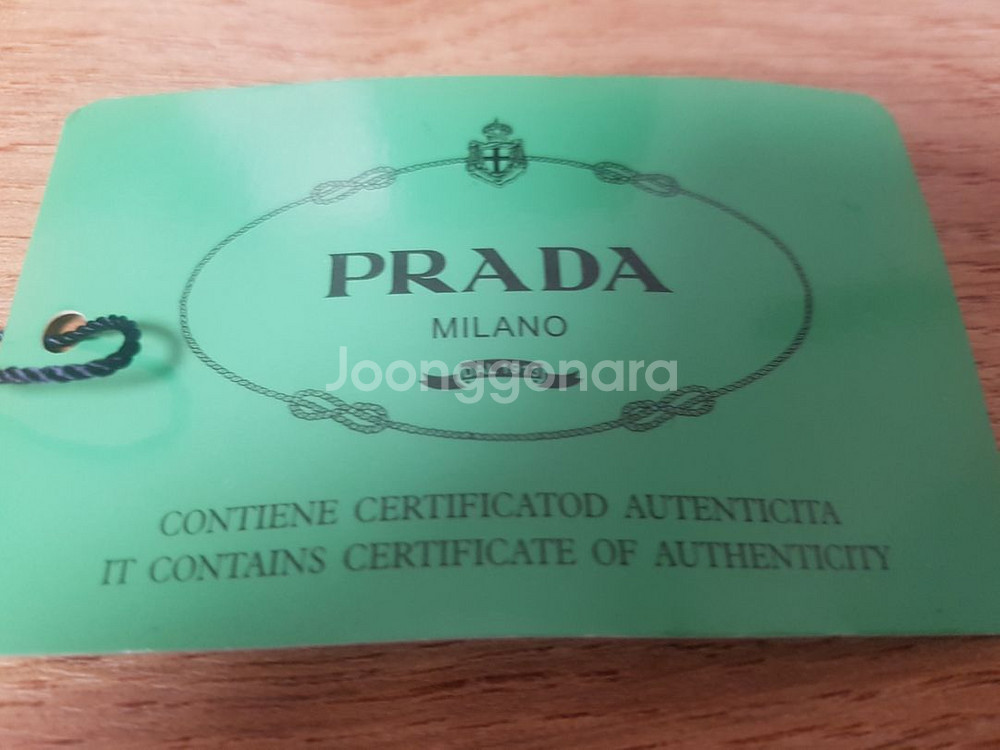 PRADA
MILANO
Joonggonara
CONTIENE CERTIFICATOD AUTENTICITA
IT CONTAINS CERTIFICATE OF AUTHENTICITY